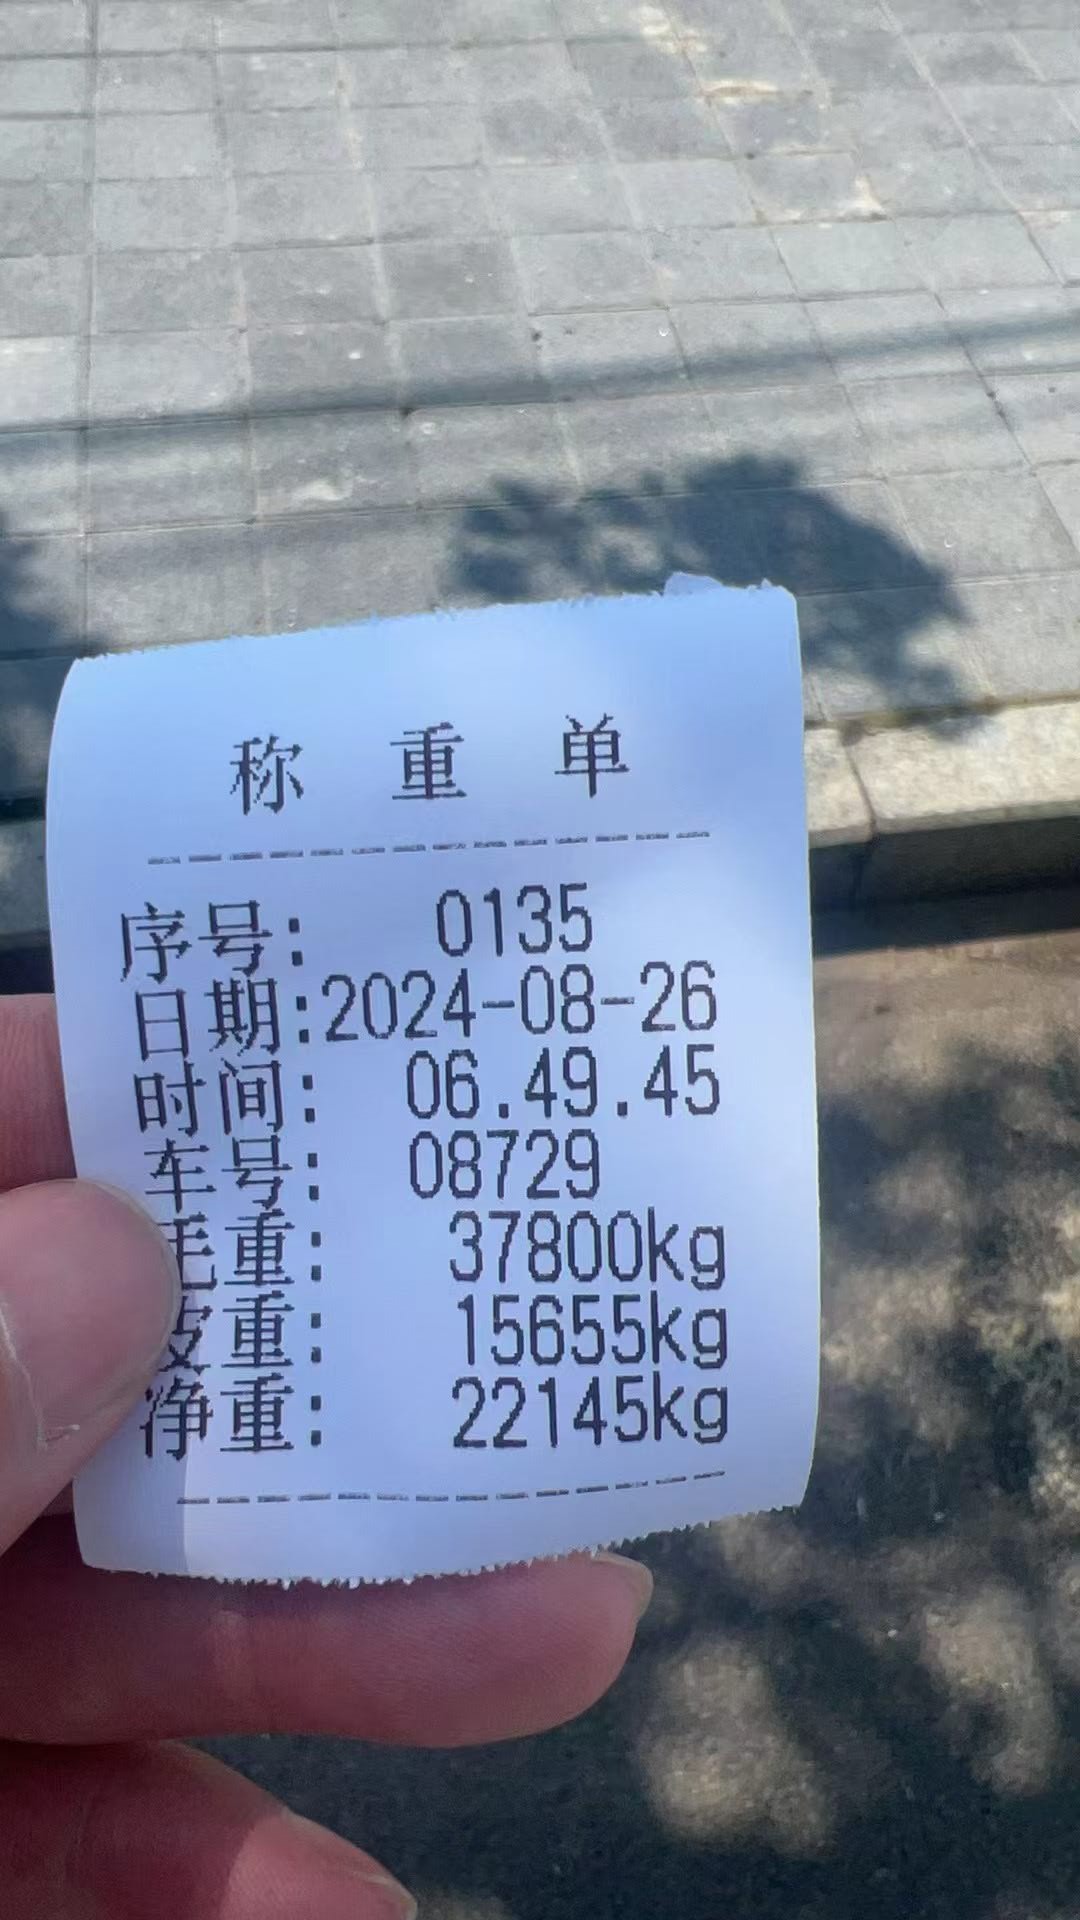 称重单
序号: 0135
日期:2024-08-26
时间: 06.49.45
车号: 08729
毛重: 37800kg
皮重: 15655kg
净重: 22145kg